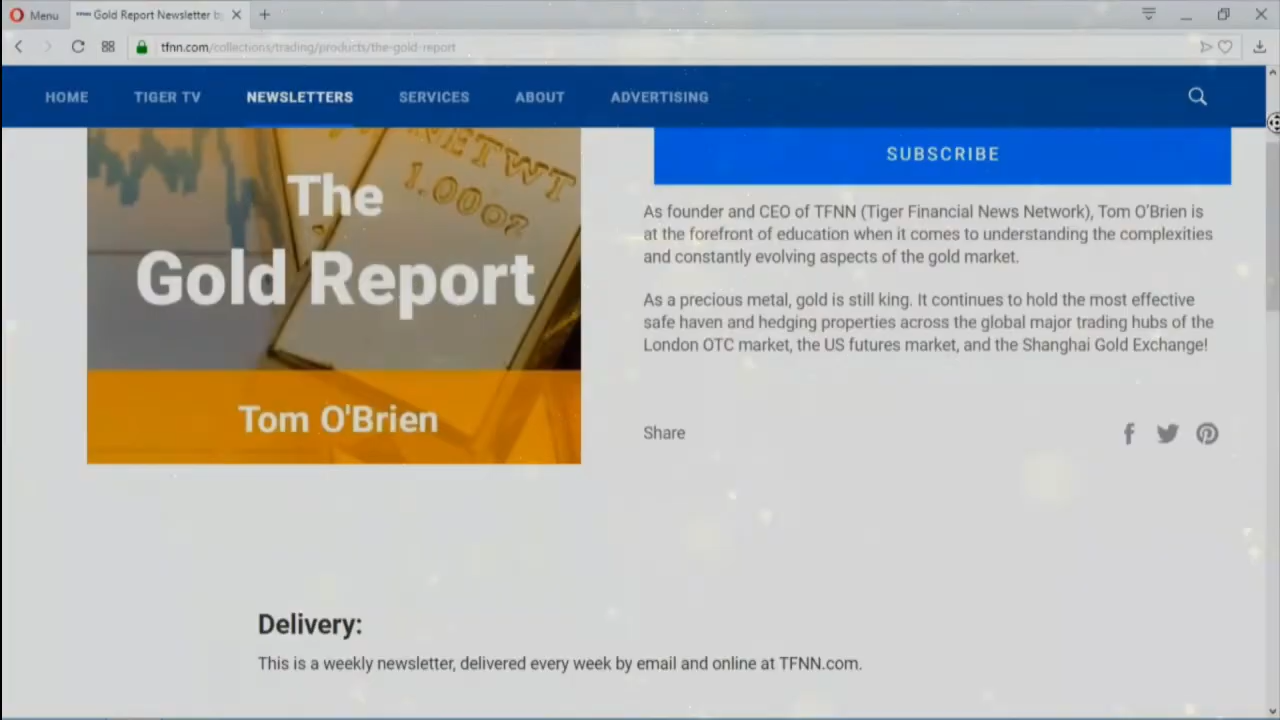 Menu
Gold Report Newsletter b
tfnn.com/collections/trading/products/the-gold-report
HOME TIGER TV NEWSLETTERS SERVICES ABOUT ADVERTISING
NETWT
1.00oz
The
Gold Report
Tom O'Brien
SUBSCRIBE
As founder and CEO of TFNN (Tiger Financial News Network), Tom O'Brien is
at the forefront of education when it comes to understanding the complexities
and constantly evolving aspects of the gold market.
As a precious metal, gold is still king. It continues to hold the most effective
safe haven and hedging properties across the global major trading hubs of the
London OTC market, the US futures market, and the Shanghai Gold Exchange!
Share
Delivery:
This is a weekly newsletter, delivered every week by email and online at TFNN.com.